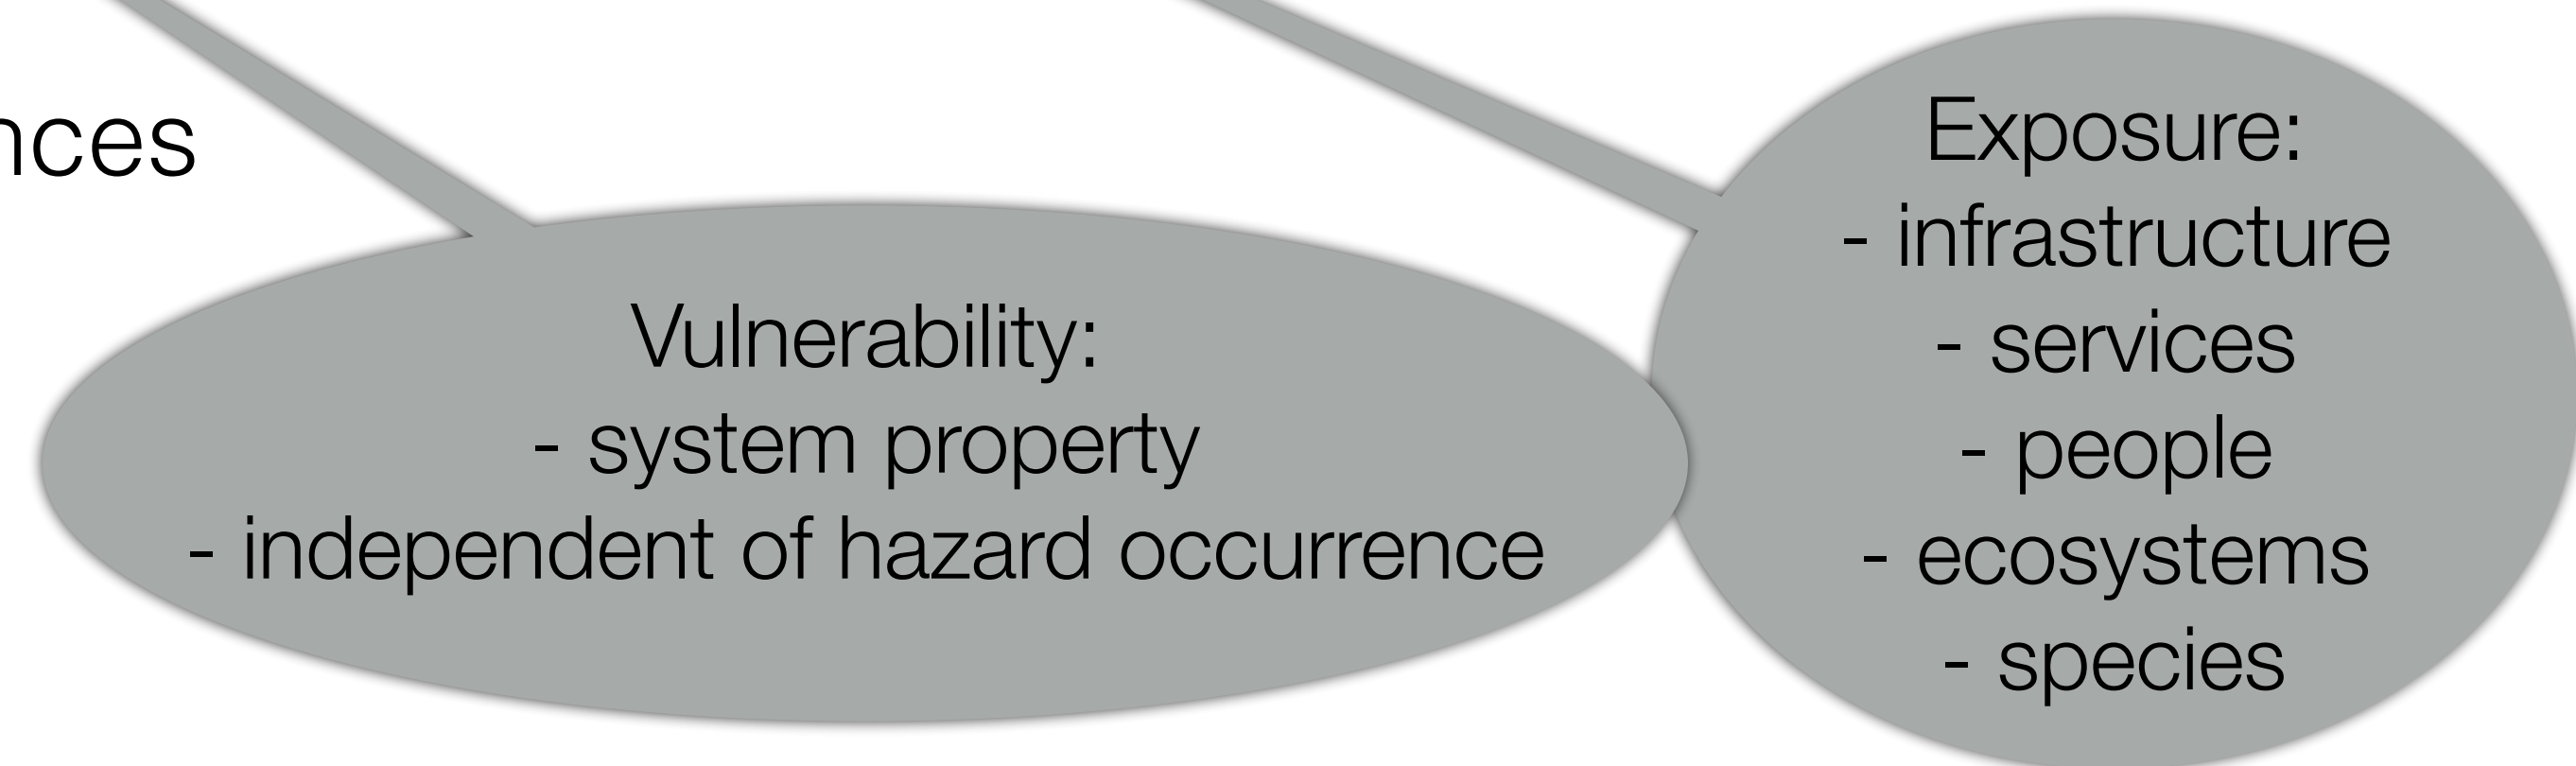 nces
Vulnerability:
- system property
- independent of hazard occurrence
Exposure:
- infrastructure
- services
- people
- ecosystems
- species